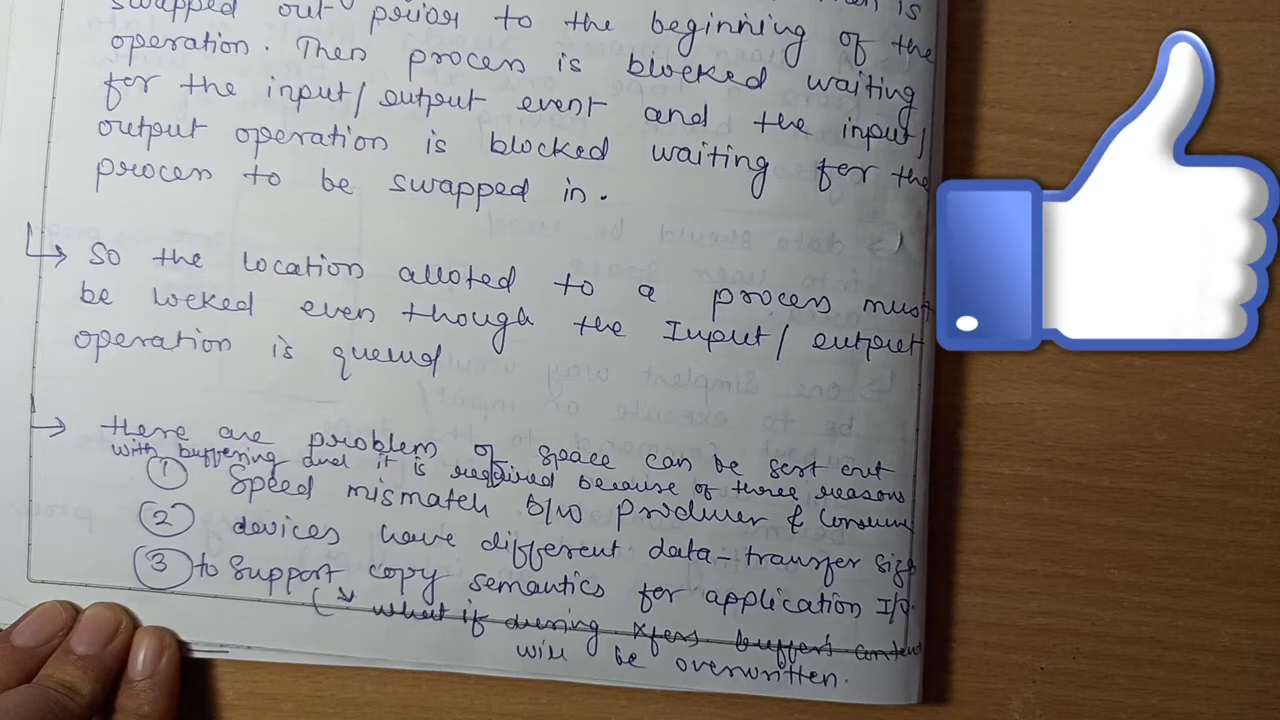 swapped out prior to the beginning of the
operation. Then process is blocked waiting
for the input/output event and the input/
output operation is blocked waiting for the
process to be swapped in.
So the location alloted to a process must
be locked even though the Input/output
operation is queued
there are problem of space can be sort out
with buffering and it is required because of three reasons
① Speed mismatch b/w Producer & Consumer
② devices have different data-transfer size
③ to support copy semantics for application I/O.
what if during xfers buffers content
will be overwritten.